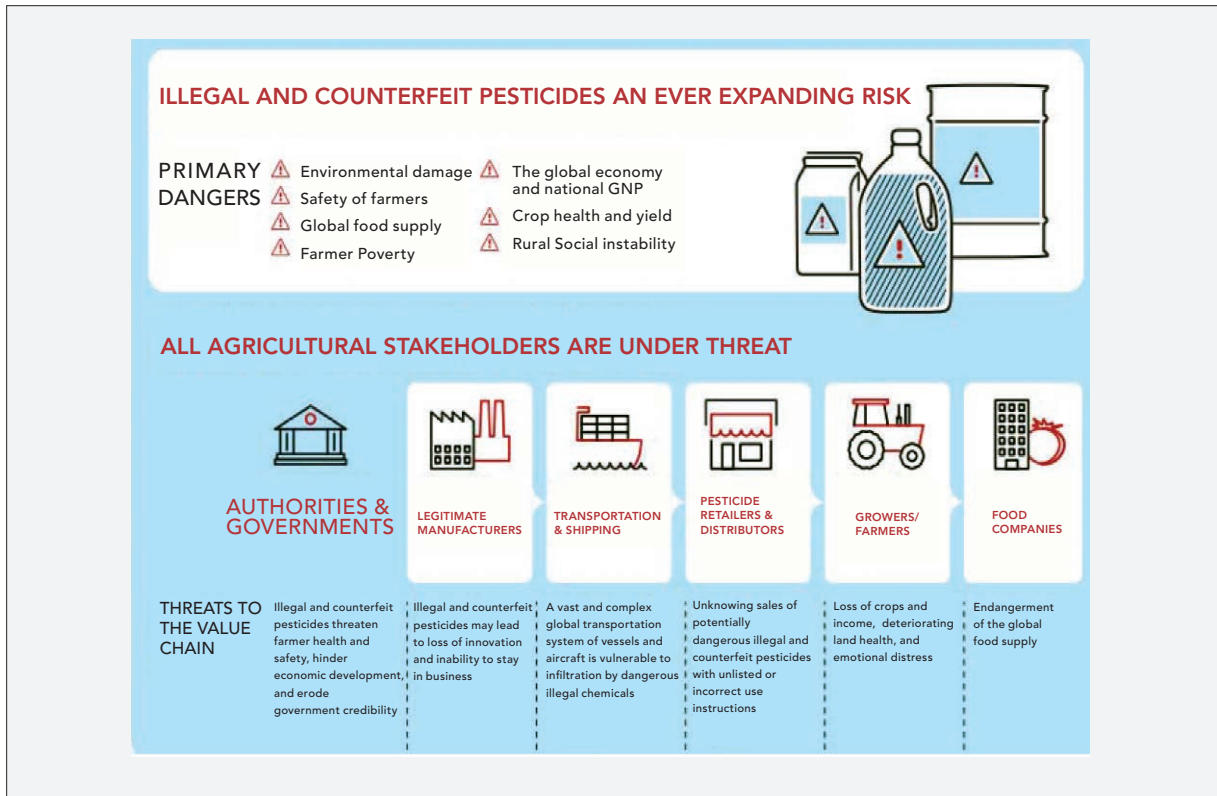 ILLEGAL AND COUNTERFEIT PESTICIDES AN EVER EXPANDING RISK
PRIMARY
DANGERS
Environmental damage
Safety of farmers
Global food supply
Farmer Poverty
The global economy
and national GNP
Crop health and yield
Rural Social instability
ALL AGRICULTURAL STAKEHOLDERS ARE UNDER THREAT
AUTHORITIES &
GOVERNMENTS
LEGITIMATE
MANUFACTURERS
TRANSPORTATION
& SHIPPING
PESTICIDE
RETAILERS &
DISTRIBUTORS
GROWERS/
FARMERS
FOOD
COMPANIES
THREATS TO
THE VALUE
CHAIN
Illegal and counterfeit
pesticides threaten
farmer health and
safety, hinder
economic development,
and erode
government credibility
Illegal and counterfeit
pesticides may lead
to loss of innovation
and inability to stay
in business
A vast and complex
global transportation
system of vessels and
aircraft is vulnerable to
infiltration by dangerous
illegal chemicals
Unknowing sales of
potentially
dangerous illegal and
counterfeit pesticides
with unlisted or
incorrect use
instructions
Loss of crops and
income, deteriorating
land health, and
emotional distress
Endangerment
of the global
food supply